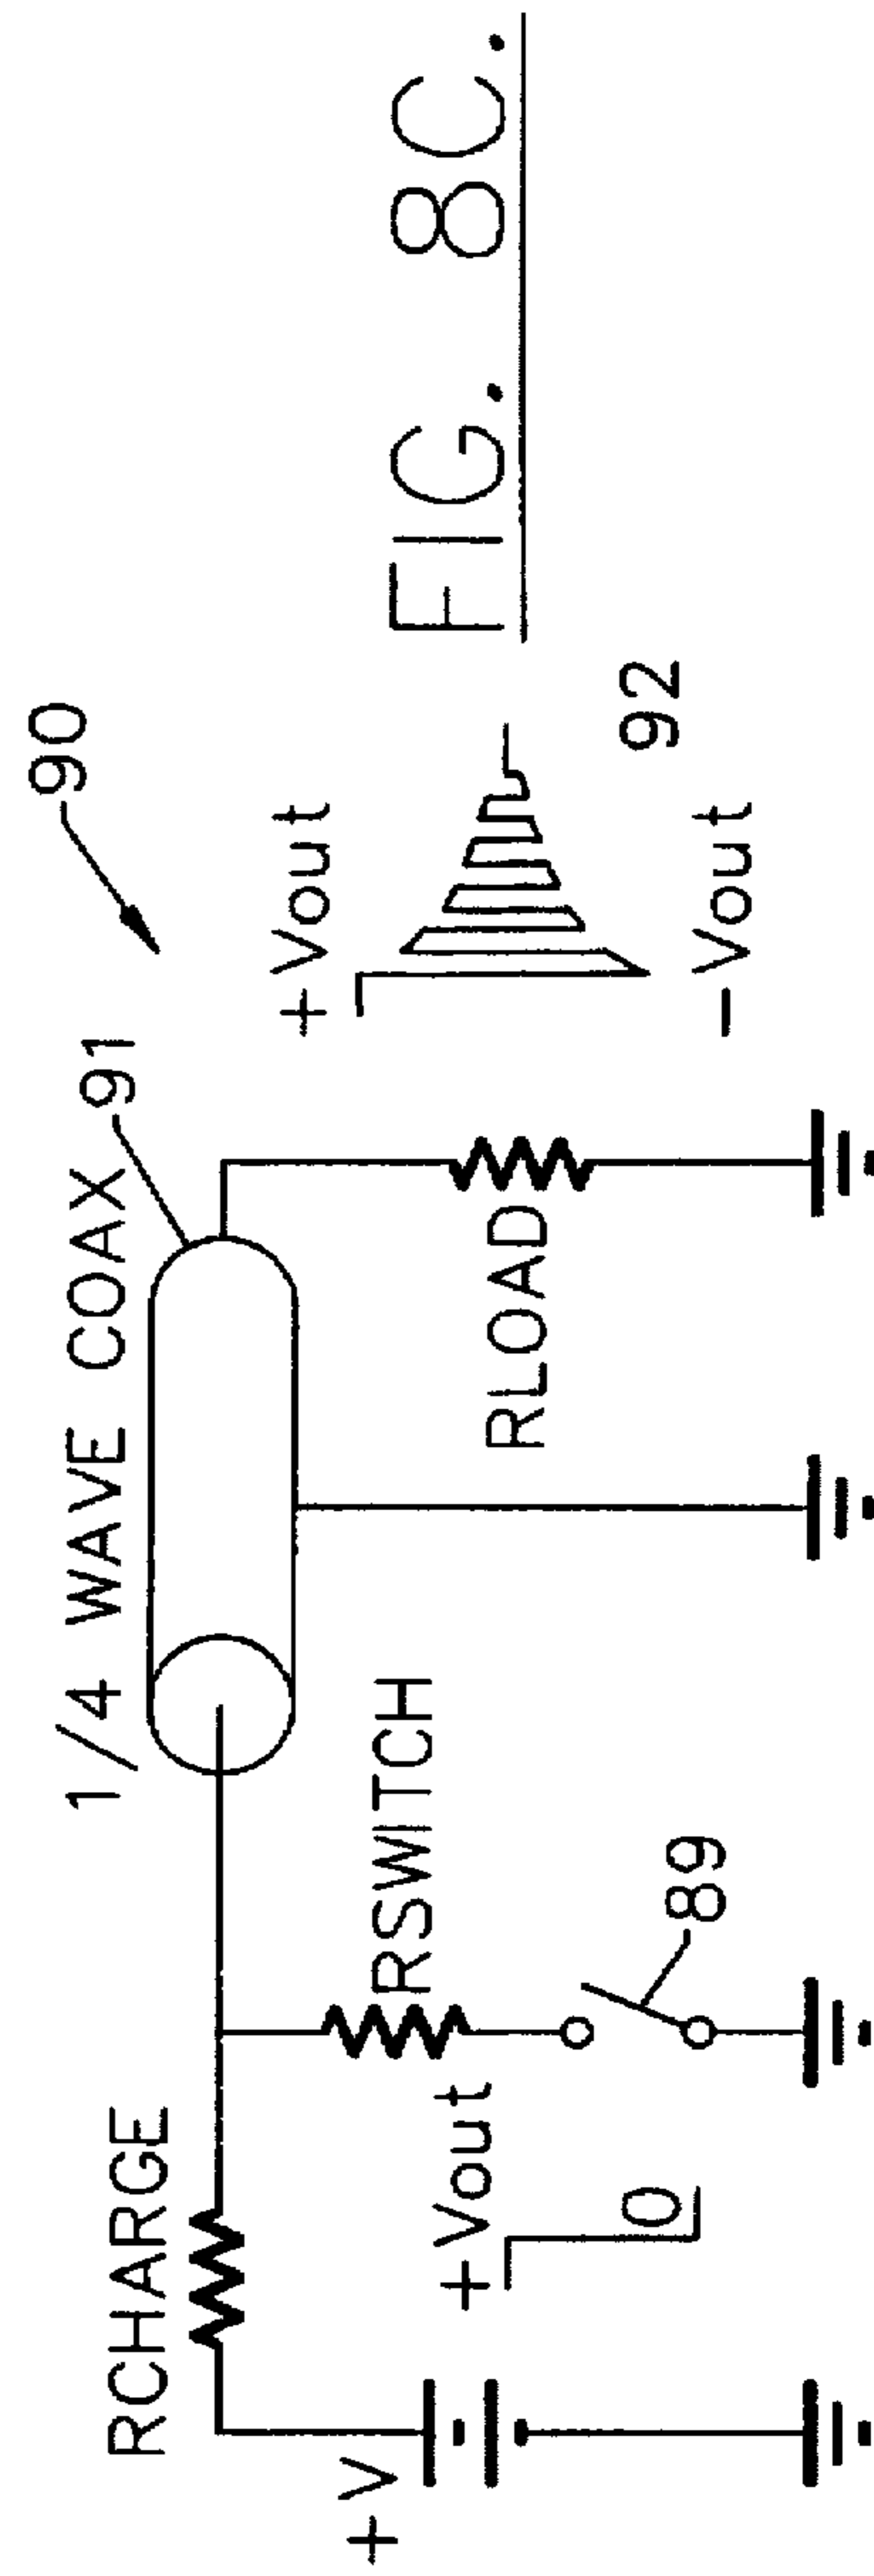 90
1/4 WAVE COAX
91
RCHARGE
+V
+Vout
0
RSWITCH
89
RLOAD
+Vout
-Vout
92
FIG. 8C.